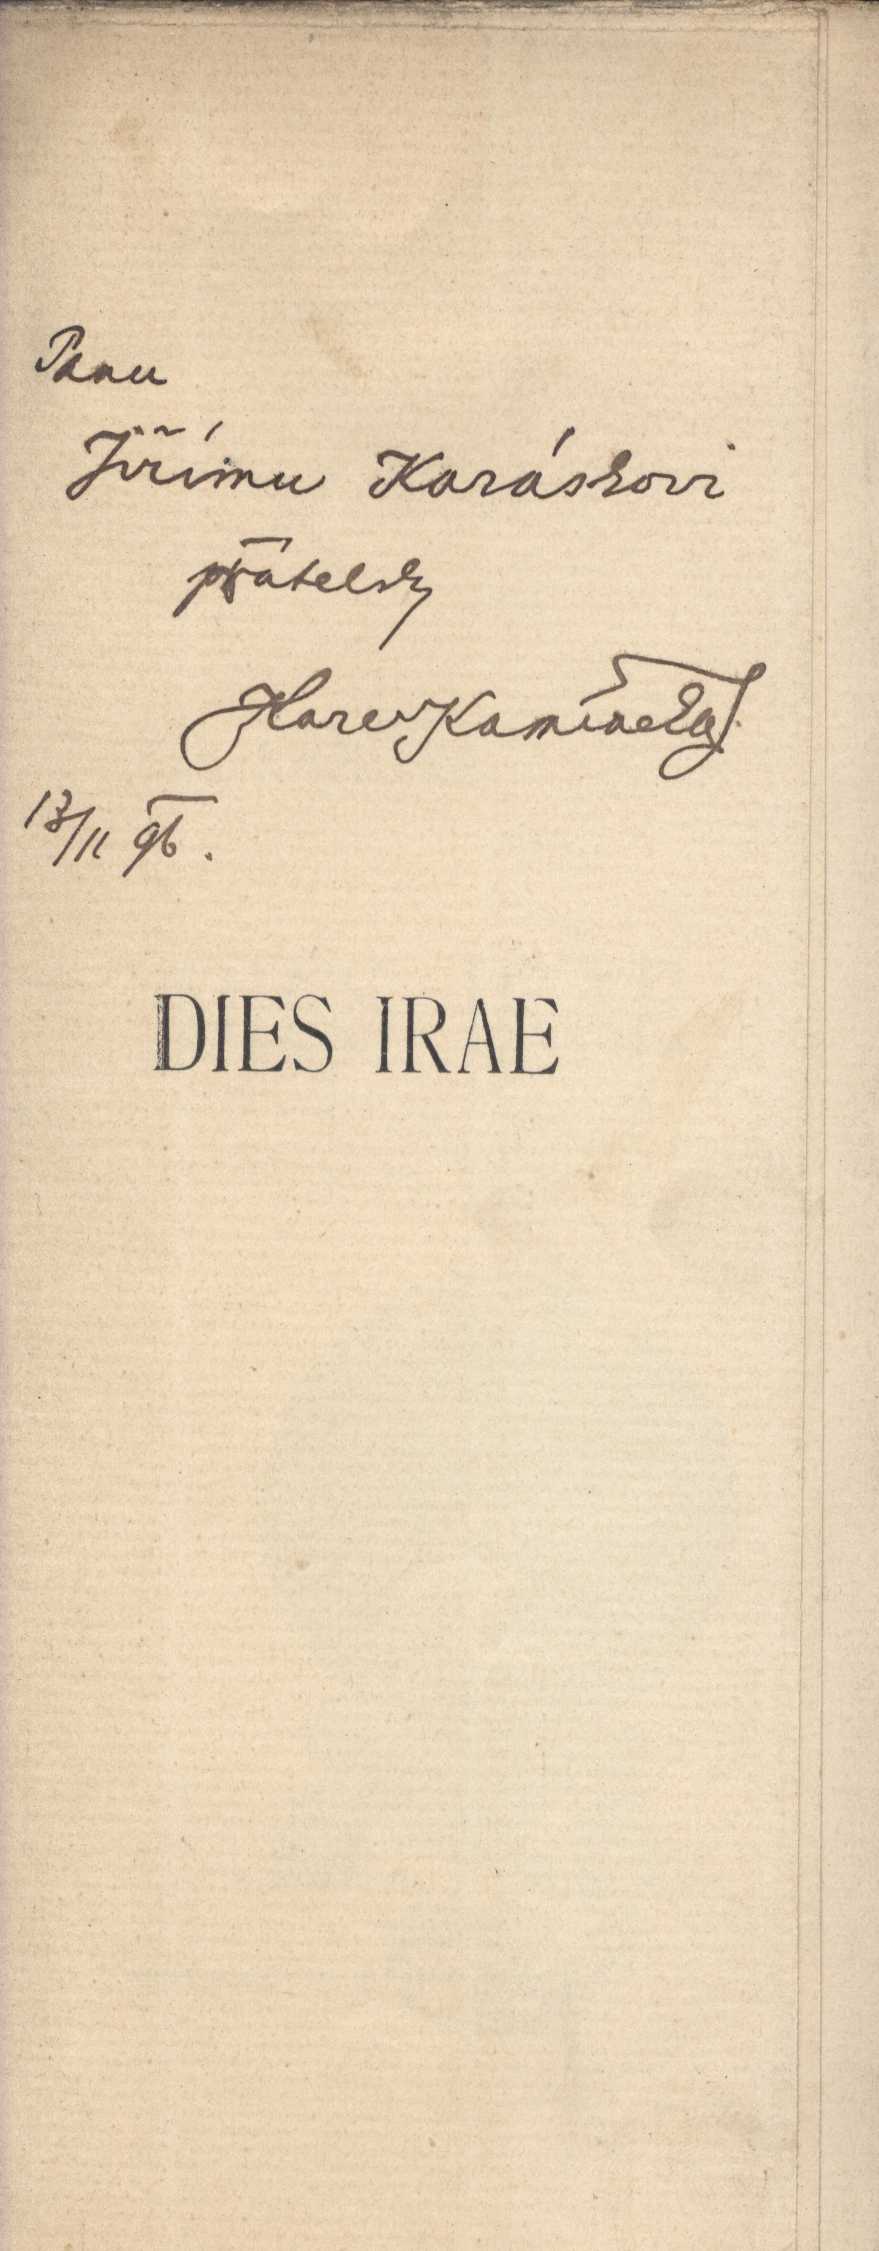 Panu
Jiřímu Karáskovi
přátelsky
Karel Kamínek
13/11 96.
DIES IRAE